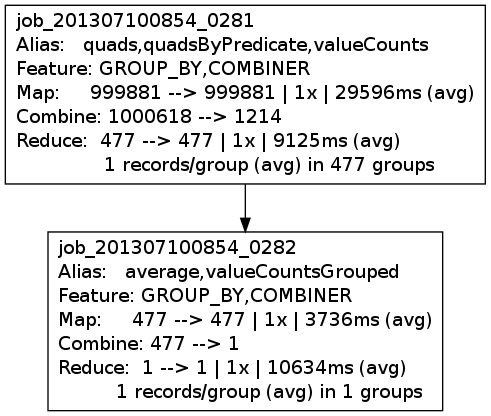 job_201307100854_0281
Alias: quads,quadsByPredicate,valueCounts
Feature: GROUP_BY,COMBINER
Map: 999881 --> 999881 | 1x | 29596ms (avg)
Combine: 1000618 --> 1214
Reduce: 477 --> 477 | 1x | 9125ms (avg)
1 records/group (avg) in 477 groups
job_201307100854_0282
Alias: average,valueCountsGrouped
Feature: GROUP_BY,COMBINER
Map: 477 --> 477 | 1x | 3736ms (avg)
Combine: 477 --> 1
Reduce: 1 --> 1 | 1x | 10634ms (avg)
1 records/group (avg) in 1 groups